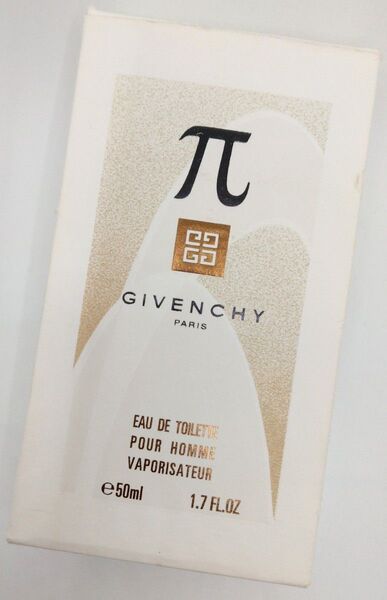 π
GIVENCHY
PARIS
EAU DE TOILETTE
POUR HOMME
VAPORISATEUR
℮50ml 1.7 FL.OZ